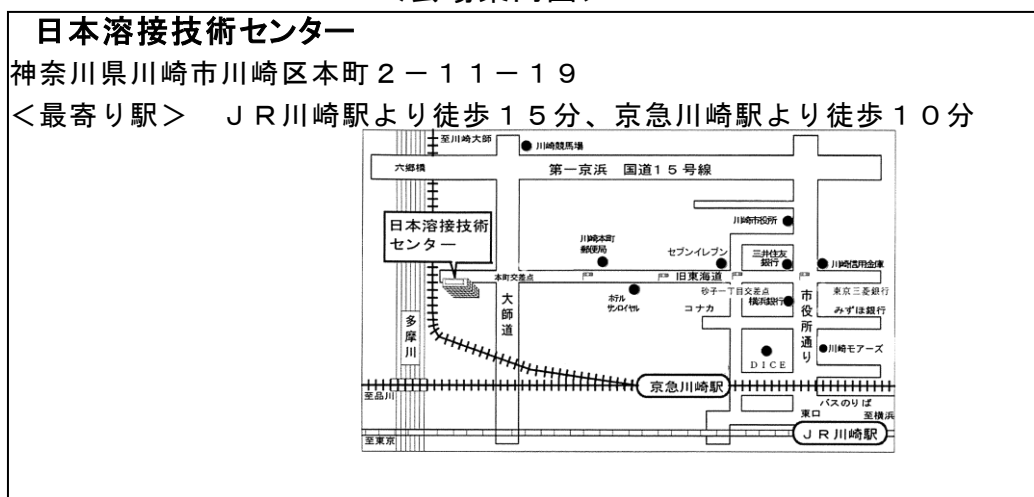 日本溶接技術センター
神奈川県川崎市川崎区本町２－１１－１９
＜最寄り駅＞　ＪＲ川崎駅より徒歩１５分、京急川崎駅より徒歩１０分
至川崎大師
川崎競馬場
六郷橋
第一京浜　国道15号線
川崎市役所
日本溶接技術
センター
川崎本町
郵便局
セブンイレブン
三井住友
銀行
川崎信用金庫
本町交差点
旧東海道
砂子一丁目交差点
ホテル
サンロイヤル
コナカ
横浜銀行
東京三菱銀行
みずほ銀行
大師道
市役所通り
多摩川
川崎モアーズ
ＤＩＣＥ
京急川崎駅
至品川
バスのりば
東口
至横浜
至東京
ＪＲ川崎駅